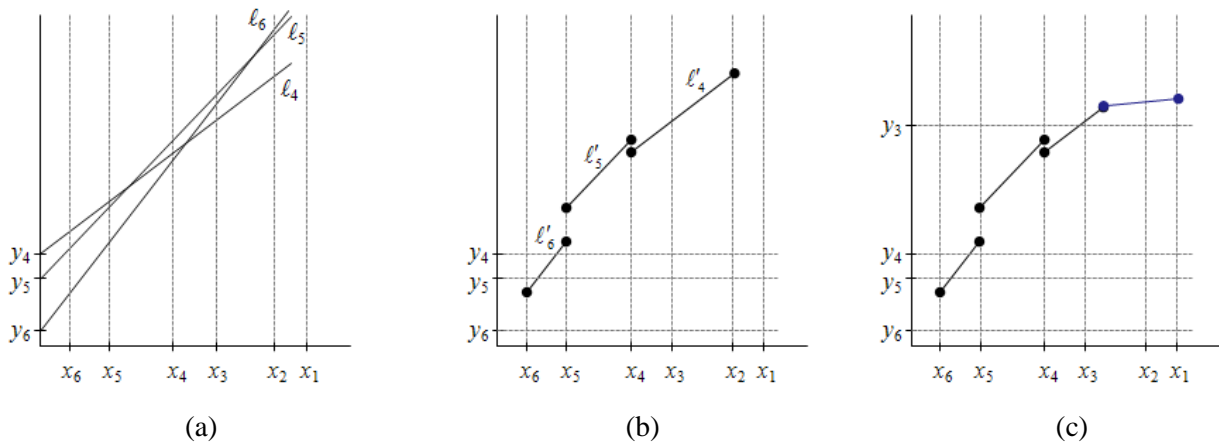 ℓ₆
ℓ₅
ℓ₄
y₄
y₅
y₆
x₆ x₅ x₄ x₃ x₂ x₁
(a)
ℓ′₄
ℓ′₅
ℓ′₆
y₄
y₅
y₆
x₆ x₅ x₄ x₃ x₂ x₁
(b)
y₃
y₄
y₅
y₆
x₆ x₅ x₄ x₃ x₂ x₁
(c)